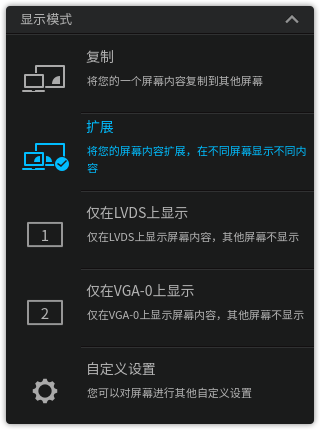 显示模式
复制
将您的一个屏幕内容复制到其他屏幕
扩展
将您的屏幕内容扩展，在不同屏幕显示不同内
容
仅在LVDS上显示
1
仅在LVDS上显示屏幕内容，其他屏幕不显示
仅在VGA-0上显示
2
仅在VGA-0上显示屏幕内容，其他屏幕不显示
自定义设置
您可以对屏幕进行其他自定义设置